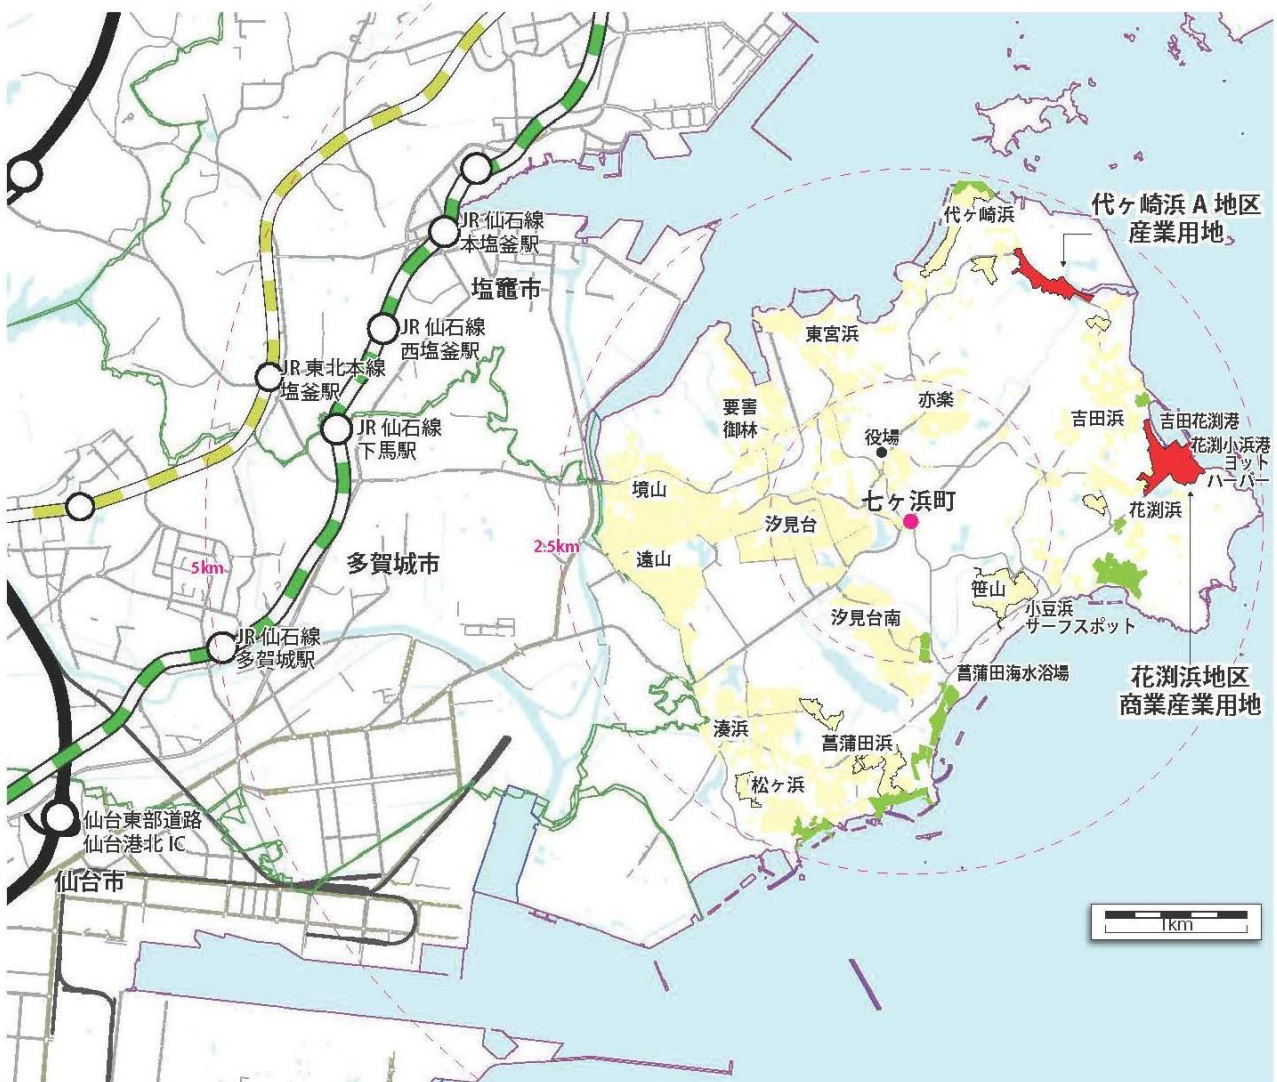 代ヶ崎浜 A 地区
産業用地
代ヶ崎浜
JR 仙石線
本塩釜駅
塩竈市
JR 仙石線
西塩釜駅
東宮浜
JR 東北本線
塩釜駅
要害
御林
亦楽
吉田浜
吉田花渕港
花渕小浜港
ヨット
ハーバー
JR 仙石線
下馬駅
役場
境山
七ヶ浜町
花渕浜
汐見台
2.5km
遠山
5km
多賀城市
笹山
小豆浜
サーフスポット
汐見台南
JR 仙石線
多賀城駅
菖蒲田海水浴場
花渕浜地区
商業産業用地
湊浜
菖蒲田浜
松ヶ浜
仙台東部道路
仙台港北 IC
仙台市
1km